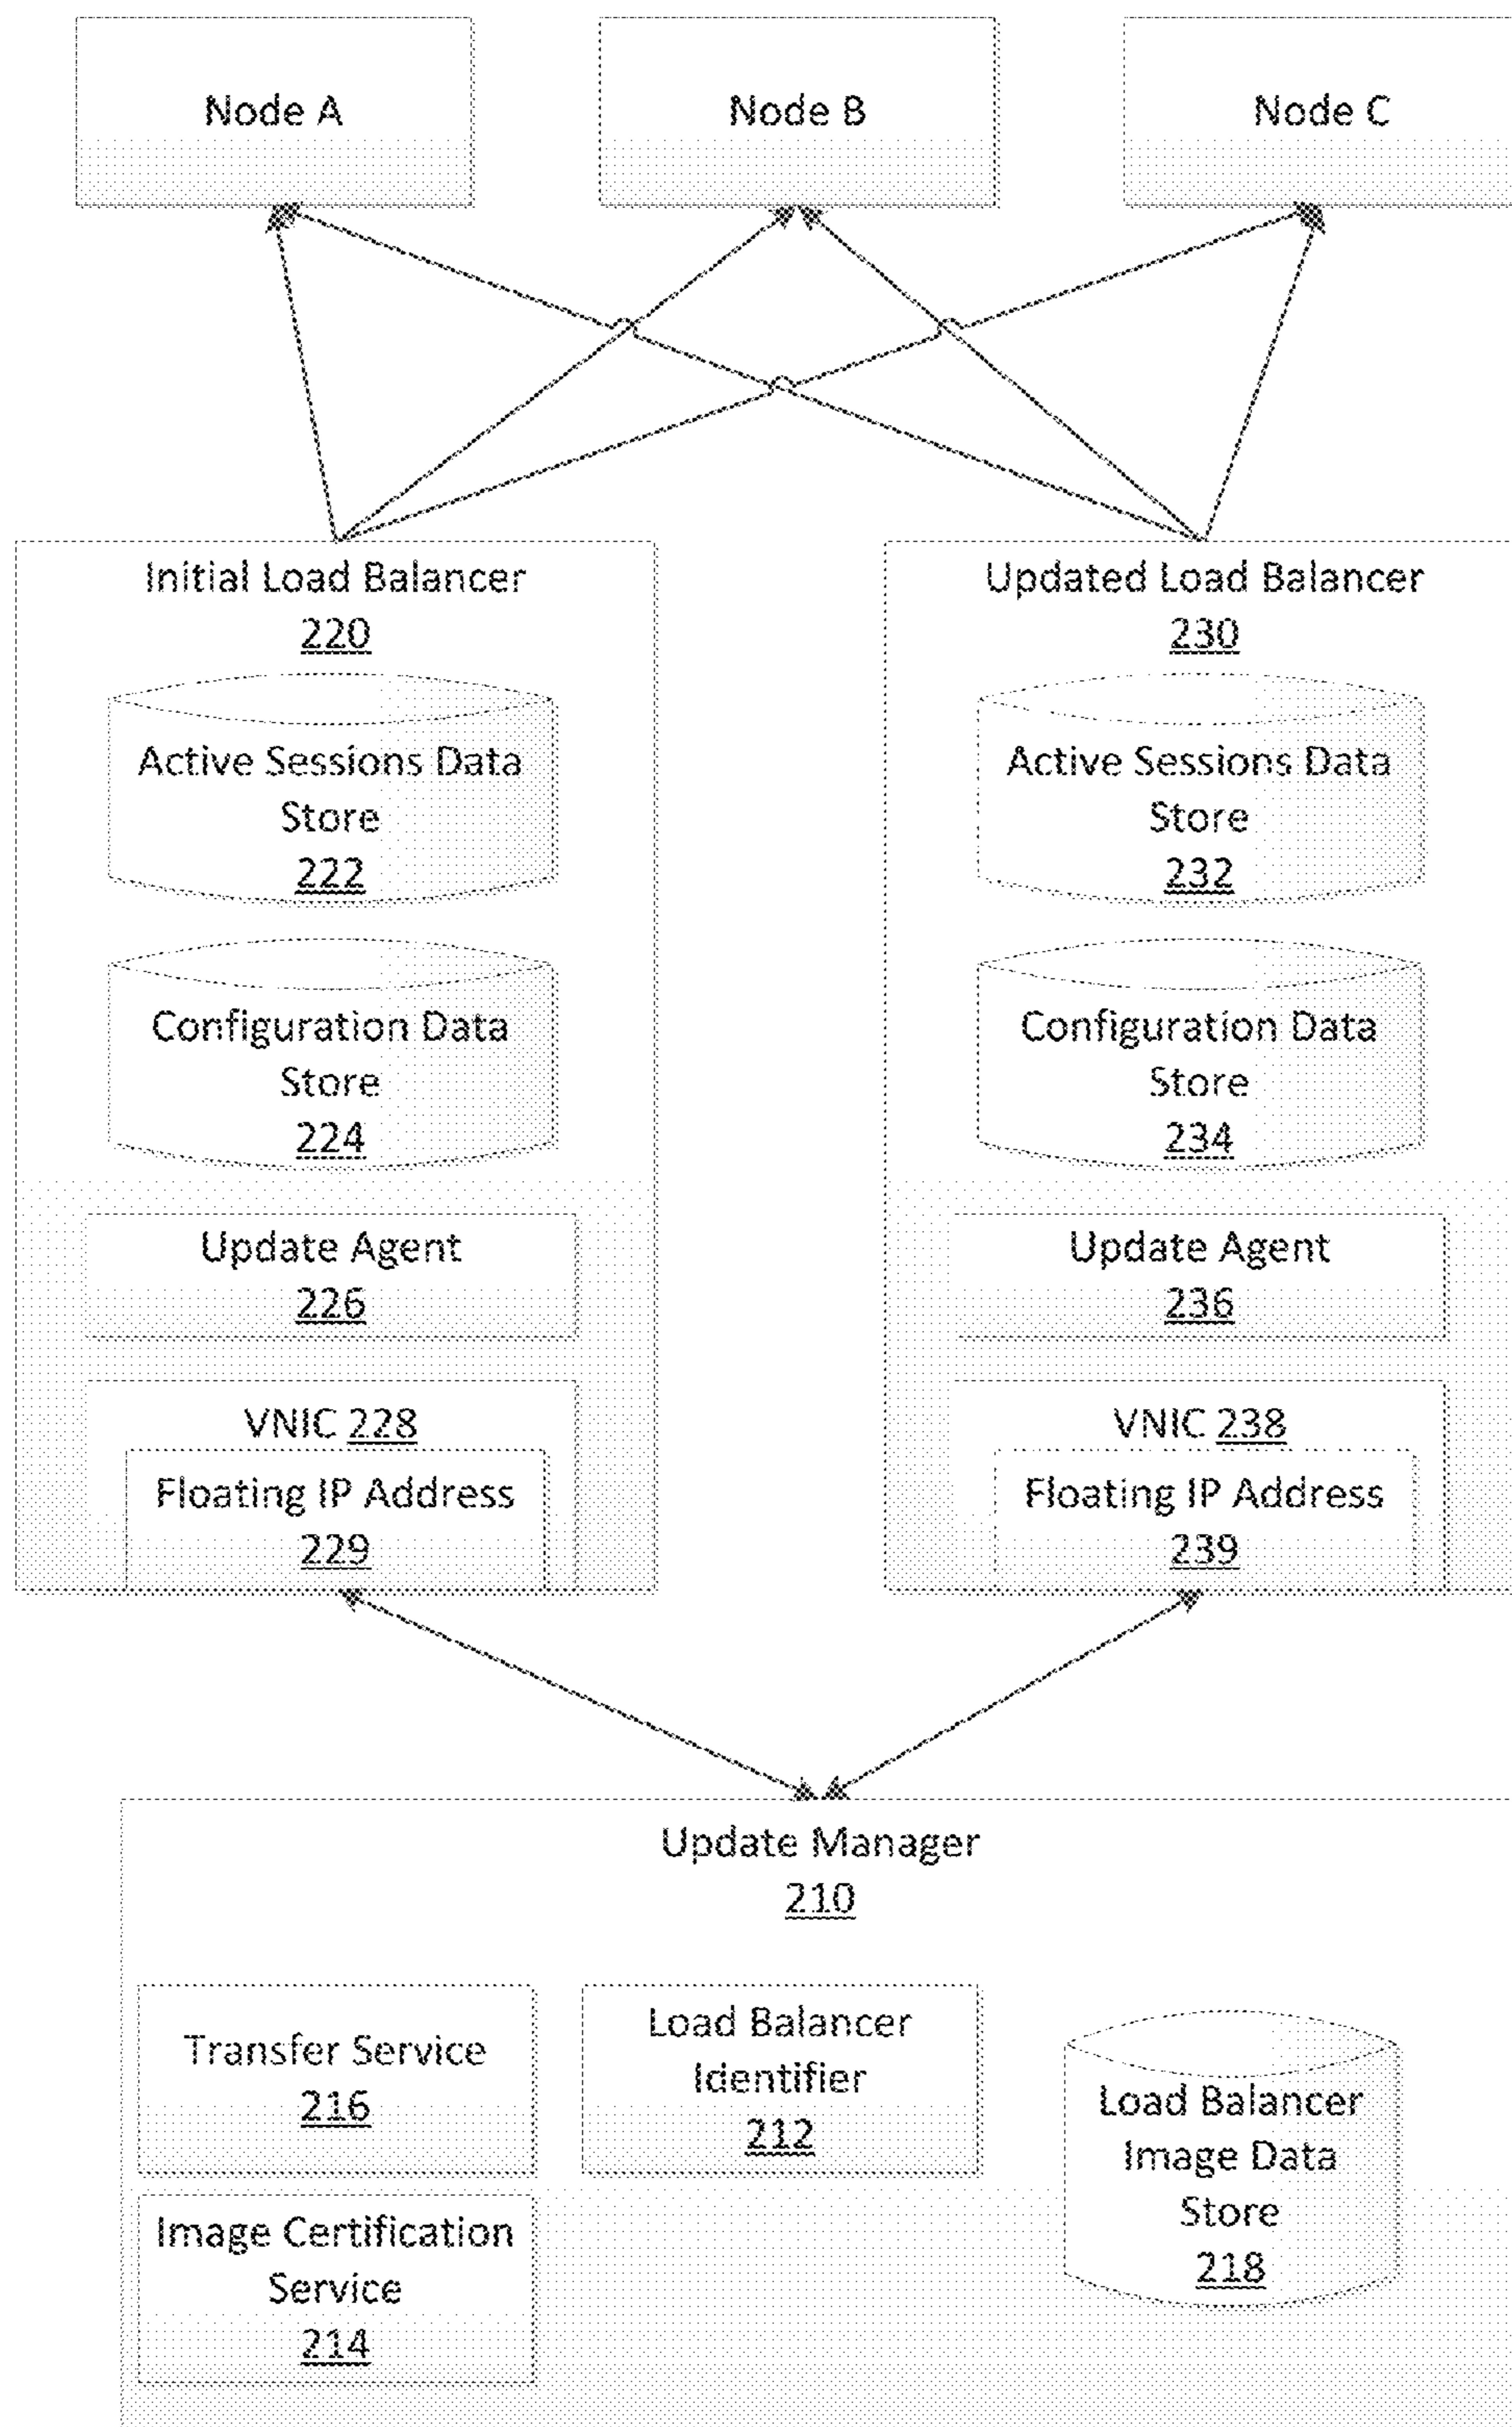 Node A
Node B
Node C
Initial Load Balancer
220
Active Sessions Data
Store
222
Configuration Data
Store
224
Update Agent
226
VNIC 228
Floating IP Address
229
Updated Load Balancer
230
Active Sessions Data
Store
232
Configuration Data
Store
234
Update Agent
236
VNIC 238
Floating IP Address
239
Update Manager
210
Transfer Service
216
Load Balancer
Identifier
212
Load Balancer
Image Data
Store
218
Image Certification
Service
214